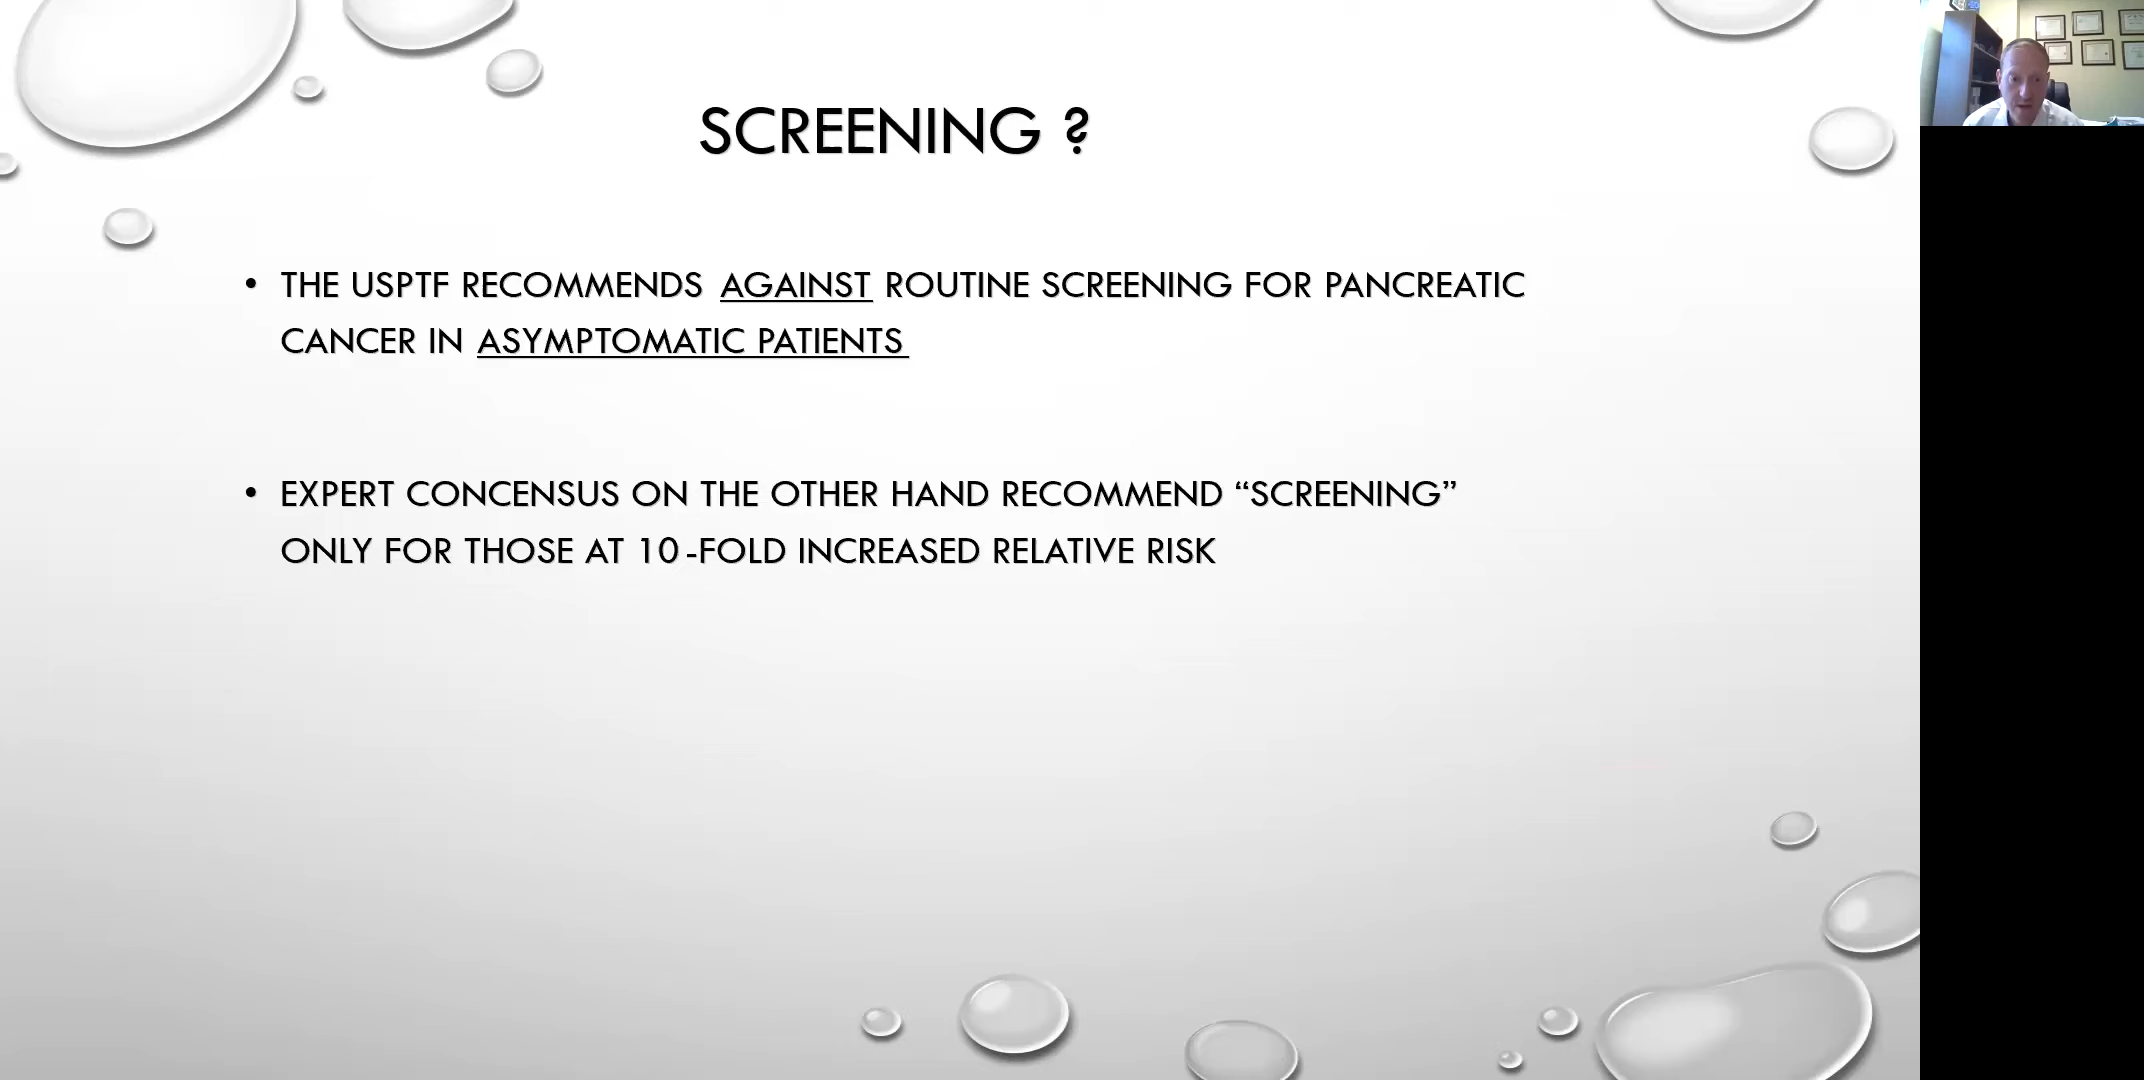 SCREENING ?
• THE USPTF RECOMMENDS AGAINST ROUTINE SCREENING FOR PANCREATIC
CANCER IN ASYMPTOMATIC PATIENTS
• EXPERT CONCENSUS ON THE OTHER HAND RECOMMEND “SCREENING”
ONLY FOR THOSE AT 10-FOLD INCREASED RELATIVE RISK